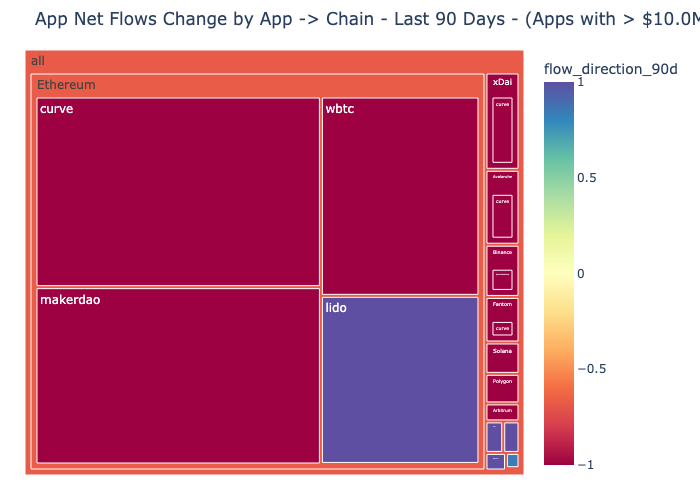 App Net Flows Change by App -> Chain - Last 90 Days - (Apps with > $10.0M
all
Ethereum
curve
wbtc
makerdao
lido
xDai
curve
Avalanche
curve
Binance
Fantom
curve
Solana
Polygon
Arbitrum
flow_direction_90d
1
0.5
0
−0.5
−1